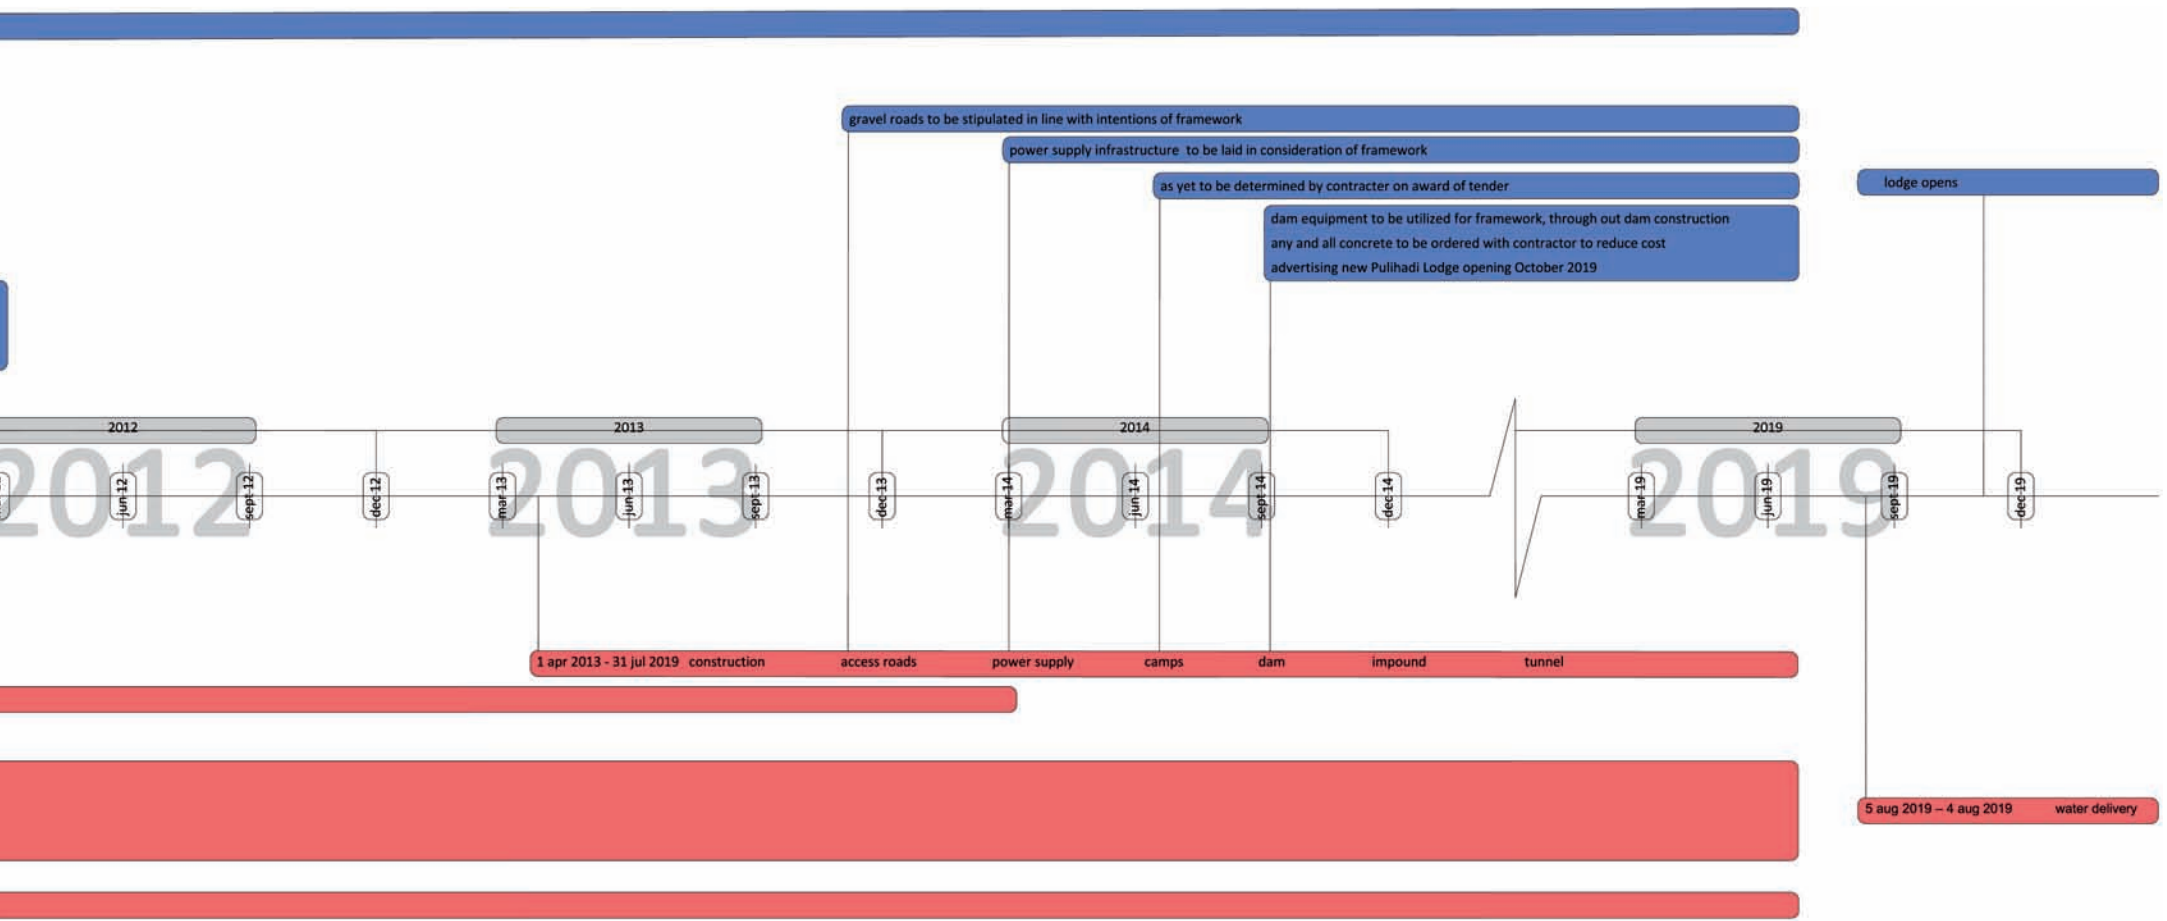 gravel roads to be stipulated in line with intentions of framework
power supply infrastructure to be laid in consideration of framework
as yet to be determined by contracter on award of tender
lodge opens
dam equipment to be utilized for framework, through out dam construction
any and all concrete to be ordered with contractor to reduce cost
advertising new Pulihadi Lodge opening October 2019
2012
2013
2014
2019
2012
2013
2014
2019
jun 12
sept 12
dec 12
mar 13
jun 13
sept 13
dec 13
mar 14
jun 14
sept 14
dec 14
mar 19
jun 19
sept 19
dec 19
1 apr 2013 - 31 jul 2019 construction access roads power supply camps dam impound tunnel
5 aug 2019 – 4 aug 2019 water delivery